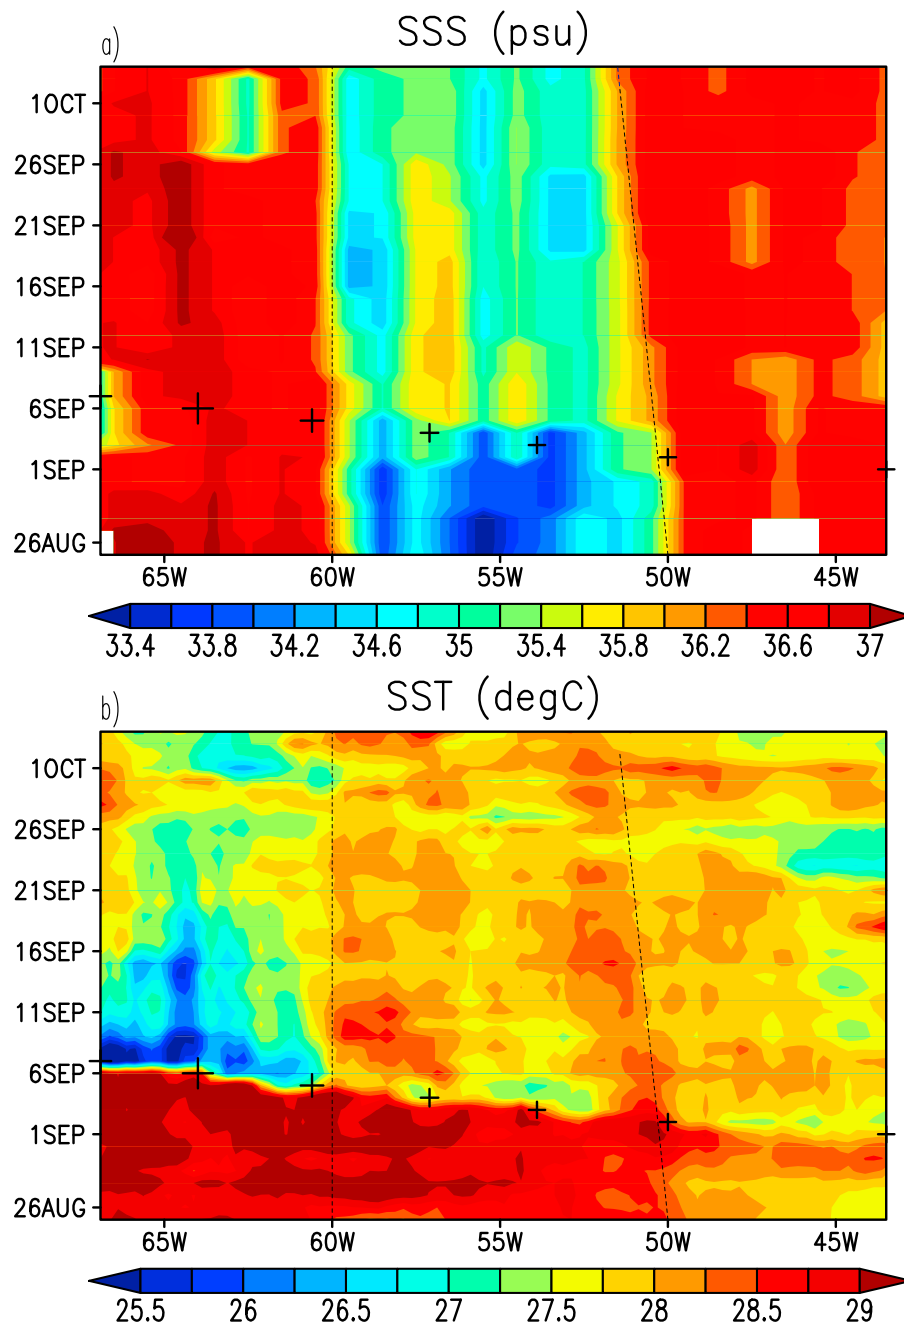 SSS (psu)
a)
1OCT
26SEP
21SEP
16SEP
11SEP
6SEP
1SEP
26AUG
65W 60W 55W 50W 45W
33.4 33.8 34.2 34.6 35 35.4 35.8 36.2 36.6 37
SST (degC)
b)
1OCT
26SEP
21SEP
16SEP
11SEP
6SEP
1SEP
26AUG
65W 60W 55W 50W 45W
25.5 26 26.5 27 27.5 28 28.5 29